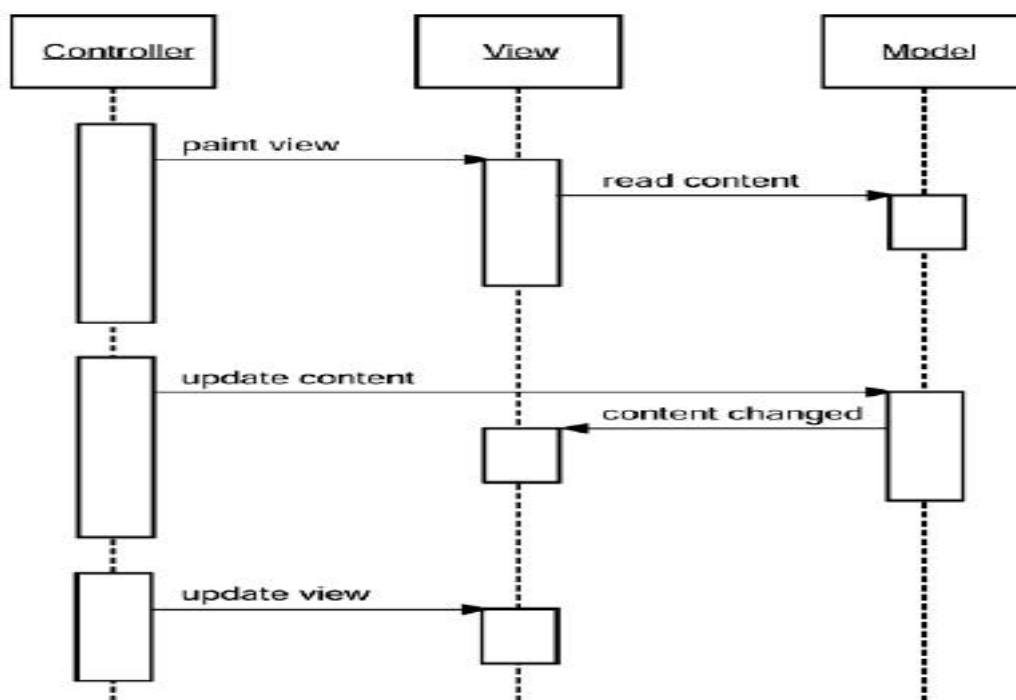 Controller
View
Model
paint view
read content
update content
content changed
update view